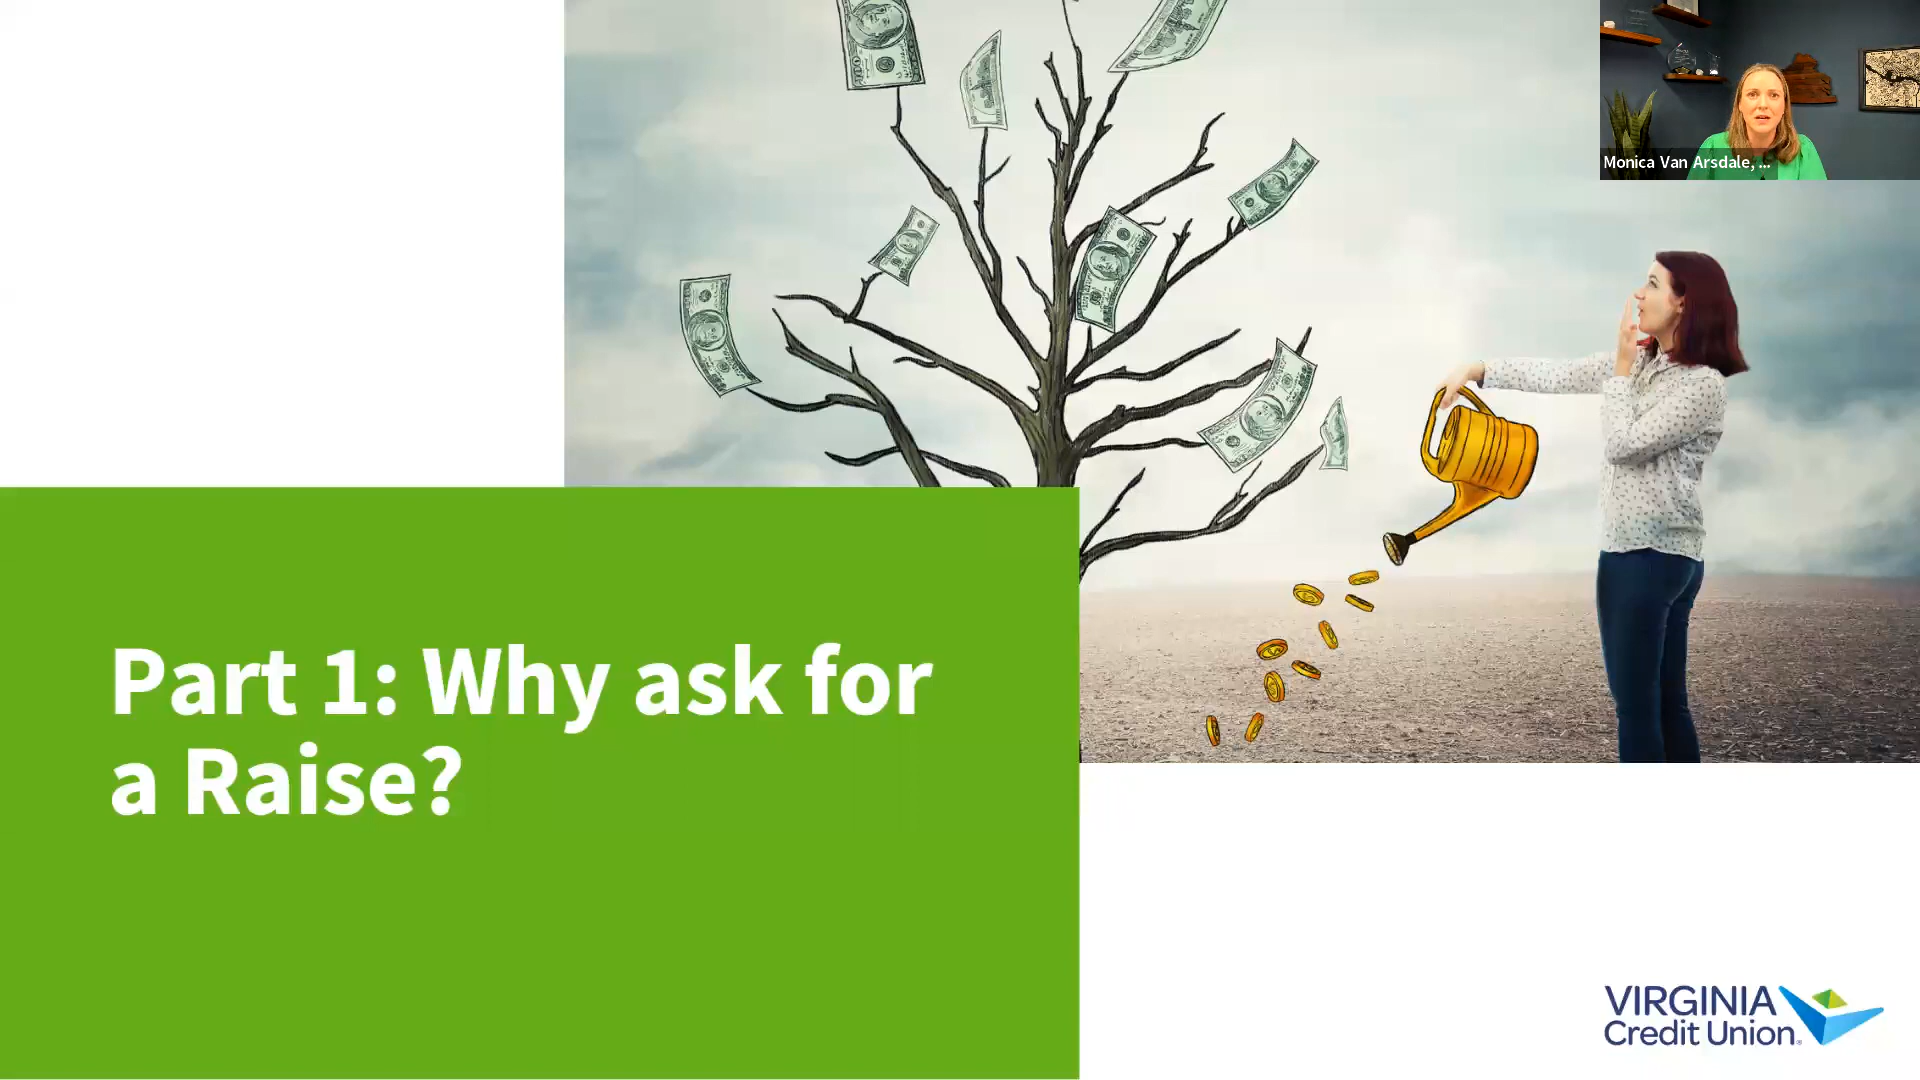 Monica Van Arsdale, ...
Part 1: Why ask for
a Raise?
VIRGINIA
Credit Union